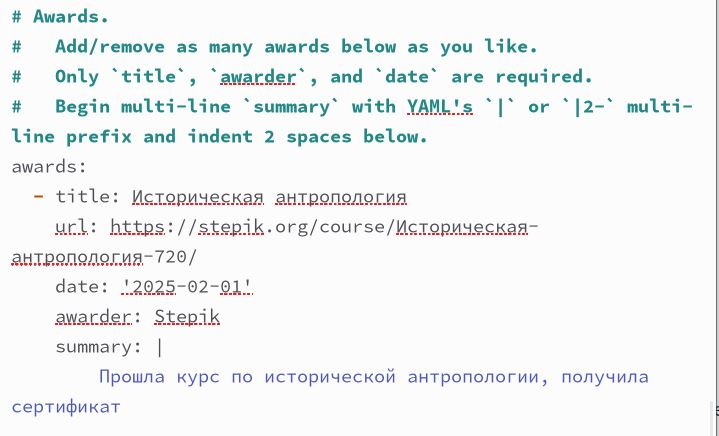 # Awards.
#   Add/remove as many awards below as you like.
#   Only `title`, `awarder`, and `date` are required.
#   Begin multi-line `summary` with YAML's `|` or `|2-` multi-
line prefix and indent 2 spaces below.
awards:
  - title: Историческая антропология
    url: https://stepik.org/course/Историческая-
антропология-720/
    date: '2025-02-01'
    awarder: Stepik
    summary: |
        Прошла курс по исторической антропологии, получила
сертификат